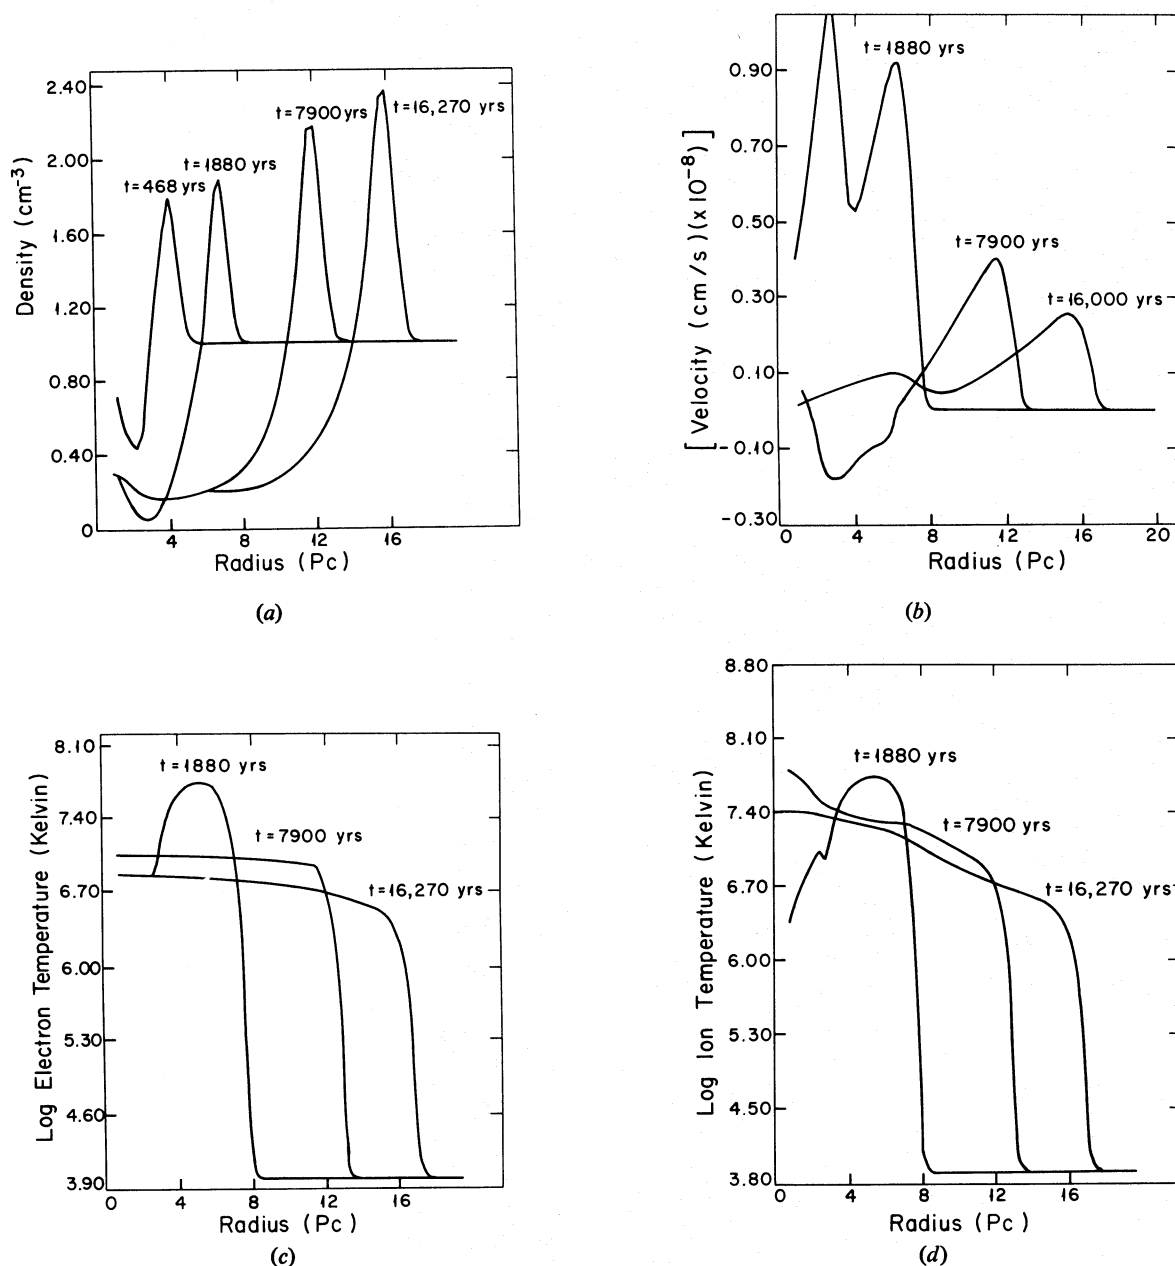 2.40
2.00
1.60
1.20
0.80
0.40
0
4
8
12
16
Density (cm⁻³)
Radius (Pc)
t=468 yrs
t=1880 yrs
t=7900 yrs
t=16,270 yrs
(a)
0.90
0.70
0.50
0.30
0.10
-0.10
-0.30
0
4
8
12
16
20
[Velocity (cm/s)(x10⁻⁸)]
Radius (Pc)
t=1880 yrs
t=7900 yrs
t=16,000 yrs
(b)
8.10
7.40
6.70
6.00
5.30
4.60
3.90
0
4
8
12
16
Log Electron Temperature (Kelvin)
Radius (Pc)
t=1880 yrs
t=7900 yrs
t=16,270 yrs
(c)
8.80
8.10
7.40
6.70
6.00
5.30
4.50
3.80
0
4
8
12
16
Log Ion Temperature (Kelvin)
Radius (Pc)
t=1880 yrs
t=7900 yrs
t=16,270 yrs
(d)